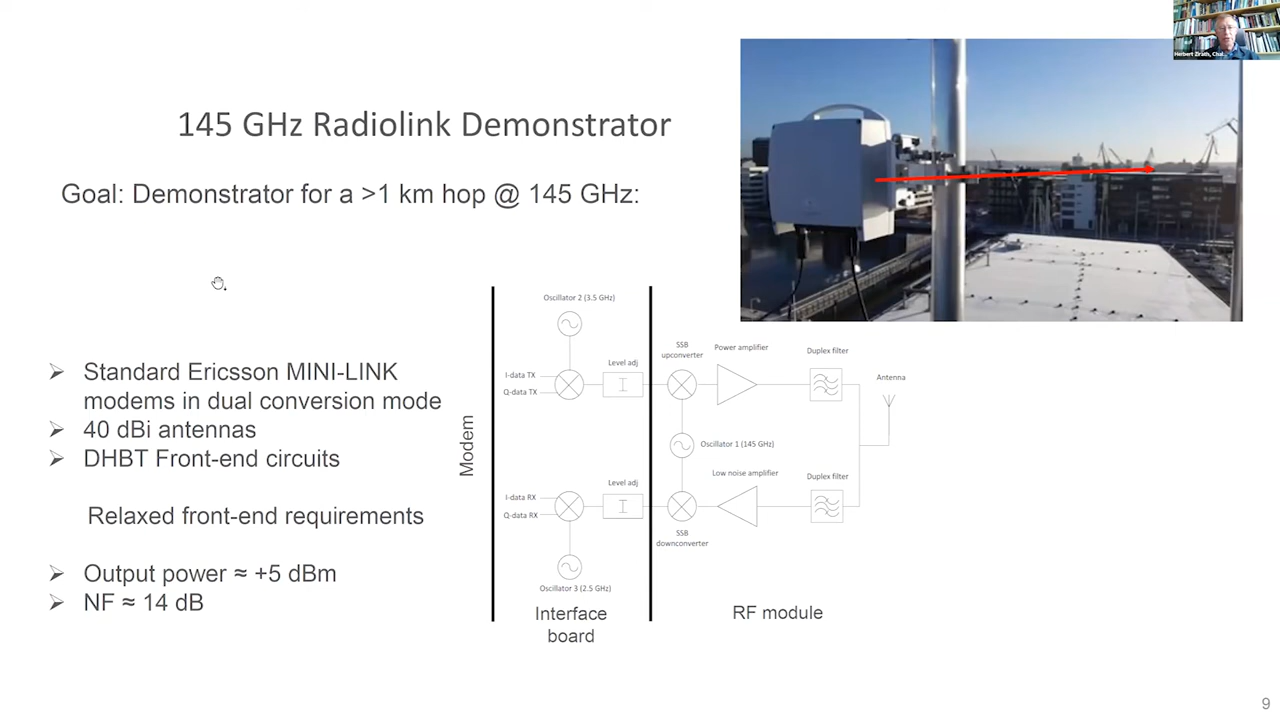 Herbert Zirath, Chal...
145 GHz Radiolink Demonstrator
Goal: Demonstrator for a >1 km hop @ 145 GHz:
➢ Standard Ericsson MINI-LINK
modems in dual conversion mode
➢ 40 dBi antennas
➢ DHBT Front-end circuits
Relaxed front-end requirements
➢ Output power ≈ +5 dBm
➢ NF ≈ 14 dB
Modem
Oscillator 2 (3.5 GHz)
Level adj
I-data TX
Q-data TX
SSB
upconverter
Power amplifier
Duplex filter
Antenna
Oscillator 1 (145 GHz)
Low noise amplifier
Duplex filter
Level adj
I-data RX
Q-data RX
SSB
downconverter
Oscillator 3 (2.5 GHz)
Interface
board
RF module
9